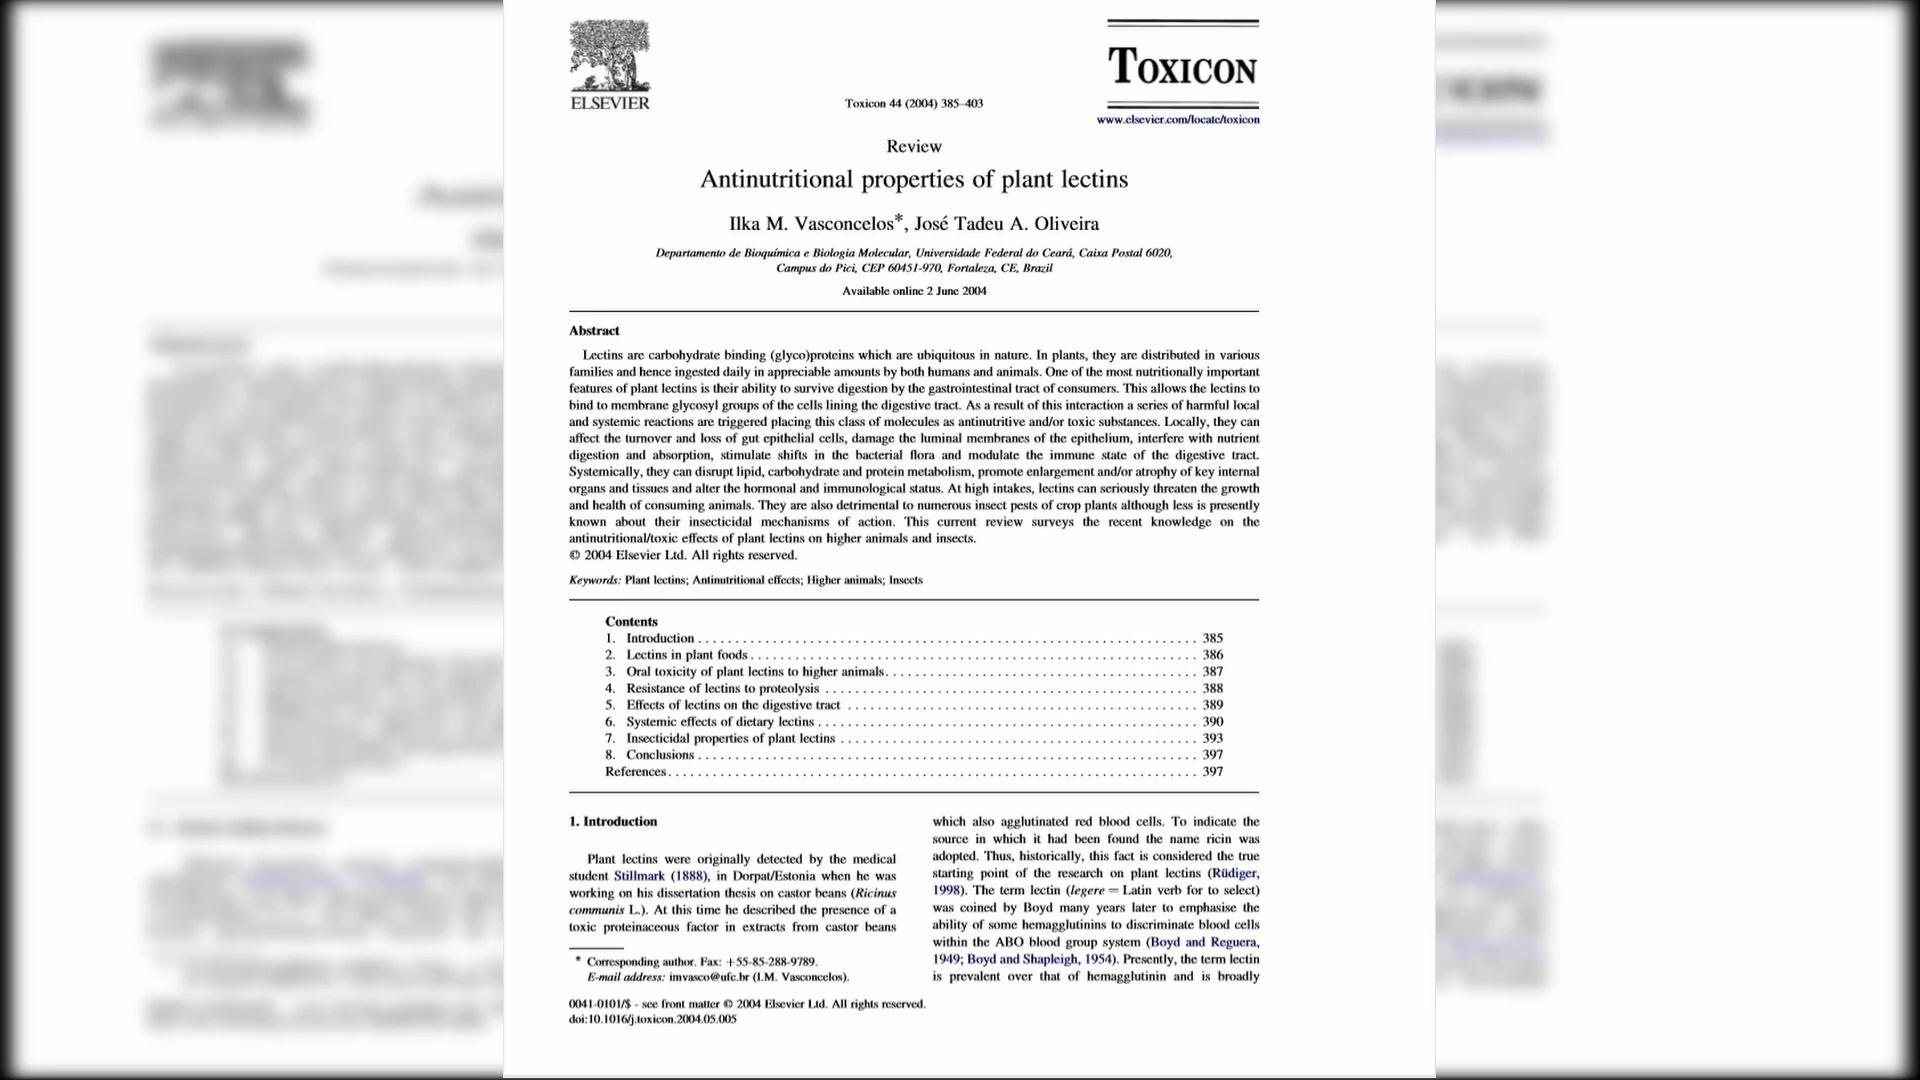 ELSEVIER
Toxicon 44 (2004) 385–403
TOXICON
www.elsevier.com/locate/toxicon
Review
Antinutritional properties of plant lectins
Ilka M. Vasconcelos*, José Tadeu A. Oliveira
Departamento de Bioquímica e Biologia Molecular, Universidade Federal do Ceará, Caixa Postal 6020,
Campus do Pici, CEP 60451-970, Fortaleza, CE, Brazil
Available online 2 June 2004
Abstract
Lectins are carbohydrate binding (glyco)proteins which are ubiquitous in nature. In plants, they are distributed in various
families and hence ingested daily in appreciable amounts by both humans and animals. One of the most nutritionally important
features of plant lectins is their ability to survive digestion by the gastrointestinal tract of consumers. This allows the lectins to
bind to membrane glycosyl groups of the cells lining the digestive tract. As a result of this interaction a series of harmful local
and systemic reactions are triggered placing this class of molecules as antinutritive and/or toxic substances. Locally, they can
affect the turnover and loss of gut epithelial cells, damage the luminal membranes of the epithelium, interfere with nutrient
digestion and absorption, stimulate shifts in the bacterial flora and modulate the immune state of the digestive tract.
Systemically, they can disrupt lipid, carbohydrate and protein metabolism, promote enlargement and/or atrophy of key internal
organs and tissues and alter the hormonal and immunological status. At high intakes, lectins can seriously threaten the growth
and health of consuming animals. They are also detrimental to numerous insect pests of crop plants although less is presently
known about their insecticidal mechanisms of action. This current review surveys the recent knowledge on the
antinutritional/toxic effects of plant lectins on higher animals and insects.
© 2004 Elsevier Ltd. All rights reserved.
Keywords: Plant lectins; Antinutritional effects; Higher animals; Insects
Contents
1. Introduction . . . . . . . . . . 385
2. Lectins in plant foods . . . . . . . . . . 386
3. Oral toxicity of plant lectins to higher animals . . . . . . . . . . 387
4. Resistance of lectins to proteolysis . . . . . . . . . . 388
5. Effects of lectins on the digestive tract . . . . . . . . . . 389
6. Systemic effects of dietary lectins . . . . . . . . . . 390
7. Insecticidal properties of plant lectins . . . . . . . . . . 393
8. Conclusions . . . . . . . . . . 397
References . . . . . . . . . . 397
1. Introduction
Plant lectins were originally detected by the medical
student Stillmark (1888), in Dorpat/Estonia when he was
working on his dissertation thesis on castor beans (Ricinus
communis L.). At this time he described the presence of a
toxic proteinaceous factor in extracts from castor beans
which also agglutinated red blood cells. To indicate the
source in which it had been found the name ricin was
adopted. Thus, historically, this fact is considered the true
starting point of the research on plant lectins (Rüdiger,
1998). The term lectin (legere = Latin verb for to select)
was coined by Boyd many years later to emphasise the
ability of some hemagglutinins to discriminate blood cells
within the ABO blood group system (Boyd and Reguera,
1949; Boyd and Shapleigh, 1954). Presently, the term lectin
is prevalent over that of hemagglutinin and is broadly
* Corresponding author. Fax: +55-85-288-9789.
E-mail address: imvasco@ufc.br (I.M. Vasconcelos).
0041-0101/$ - see front matter © 2004 Elsevier Ltd. All rights reserved.
doi:10.1016/j.toxicon.2004.05.005